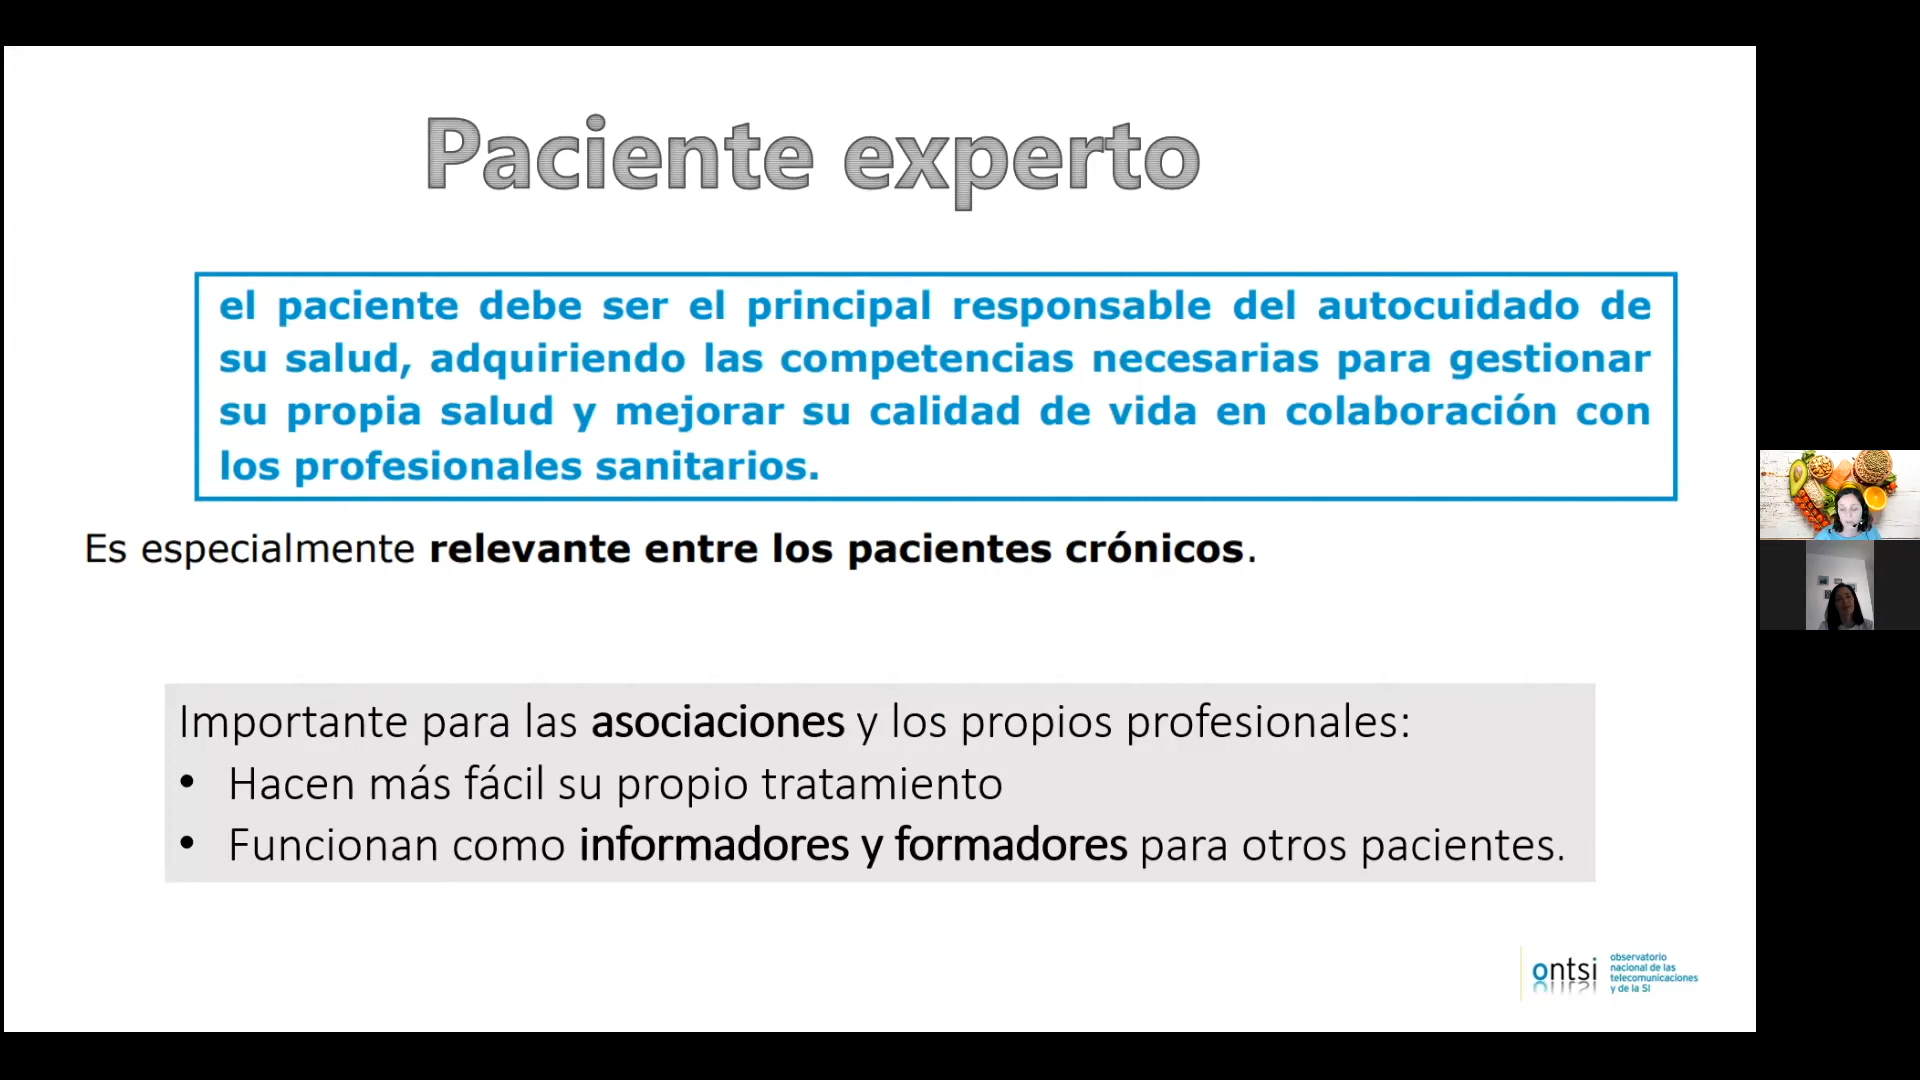 Paciente experto
el paciente debe ser el principal responsable del autocuidado de
su salud, adquiriendo las competencias necesarias para gestionar
su propia salud y mejorar su calidad de vida en colaboración con
los profesionales sanitarios.
Es especialmente relevante entre los pacientes crónicos.
Importante para las asociaciones y los propios profesionales:
• Hacen más fácil su propio tratamiento
• Funcionan como informadores y formadores para otros pacientes.
ontsi
observatorio
nacional de las
telecomunicaciones
y de la SI